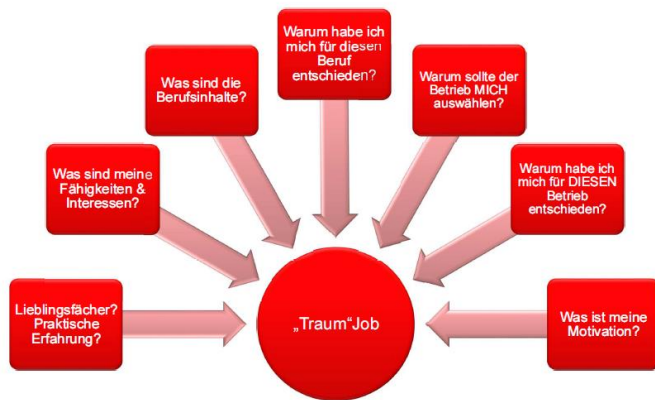 Lieblingsfächer?
Praktische
Erfahrung?
Was sind meine
Fähigkeiten &
Interessen?
Was sind die
Berufsinhalte?
Warum habe ich
mich für diesen
Beruf
entschieden?
Warum sollte der
Betrieb MICH
auswählen?
Warum habe ich
mich für DIESEN
Betrieb
entschieden?
Was ist meine
Motivation?
„Traum“Job